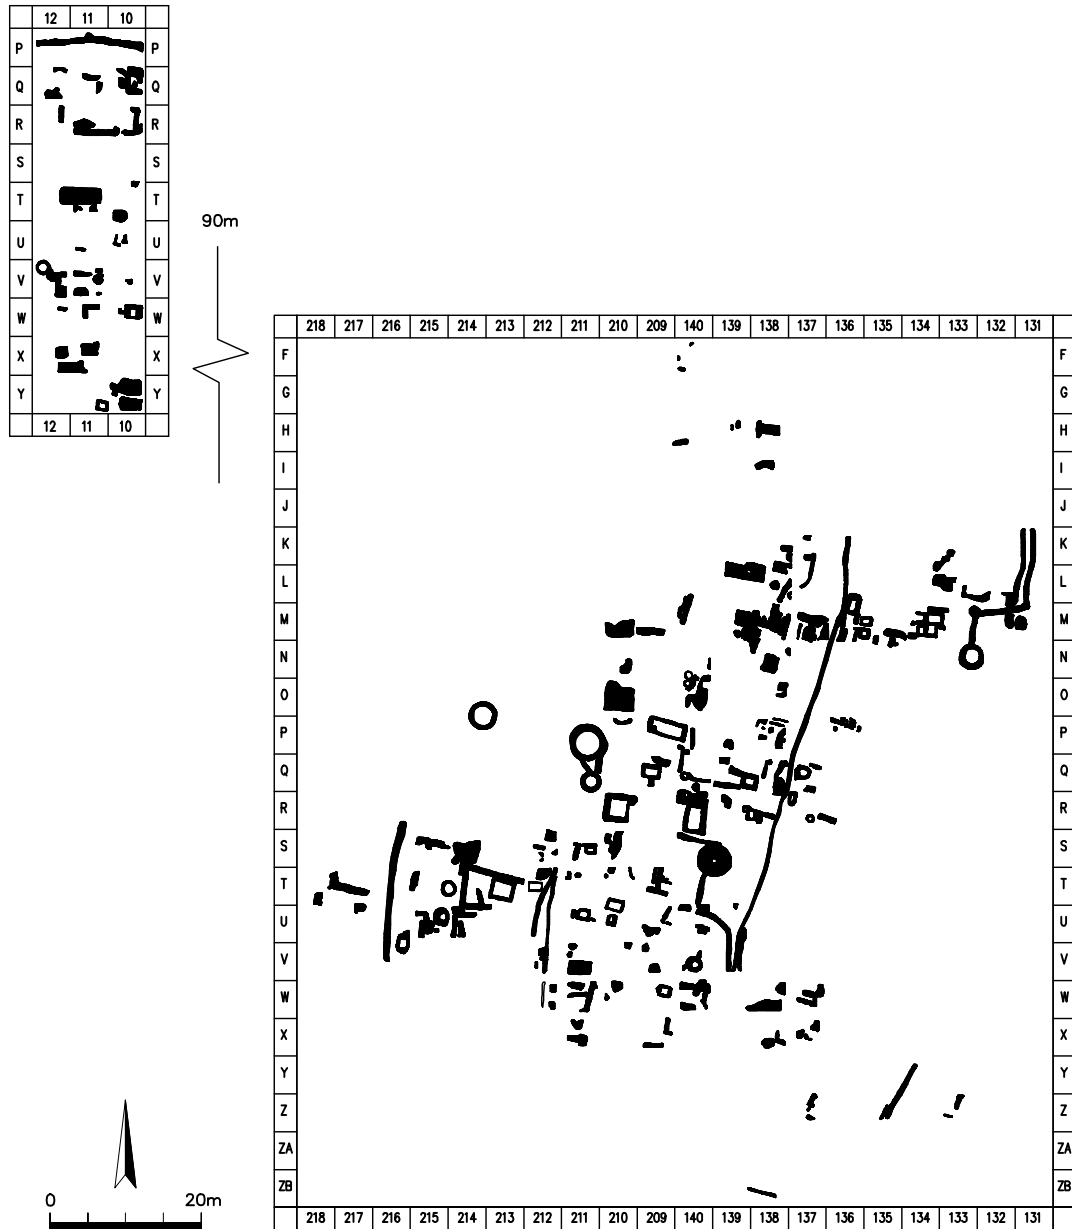 12 11 10
P P
Q Q
R R
S S
T T
U U
V V
W W
X X
Y Y
12 11 10
90m
218 217 216 215 214 213 212 211 210 209 140 139 138 137 136 135 134 133 132 131
F F
G G
H H
I I
J J
K K
L L
M M
N N
O O
P P
Q Q
R R
S S
T T
U U
V V
W W
X X
Y Y
Z Z
ZA ZA
ZB ZB
218 217 216 215 214 213 212 211 210 209 140 139 138 137 136 135 134 133 132 131
0 20m